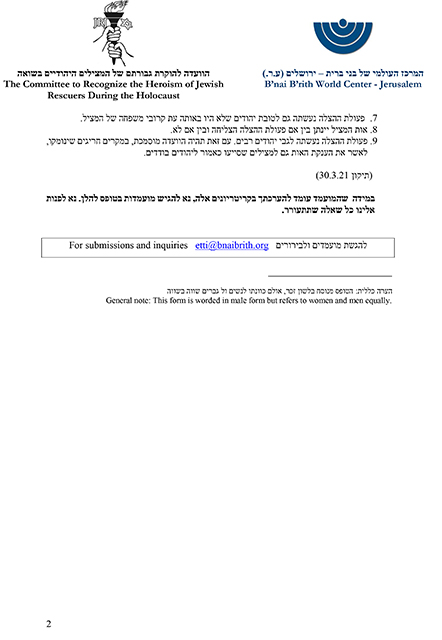 הוועדה להוקרת גבורתם של המצילים היהודיים בשואה
The Committee to Recognize the Heroism of Jewish
Rescuers During the Holocaust
המרכז העולמי של בני ברית – ירושלים (ע.ר.)
B'nai B'rith World Center - Jerusalem
7. פעולת ההצלה נעשתה גם לטובת יהודים שלא היו באותה עת קרובי משפחה של המציל.
8. אות המציל יינתן בין אם פעולת ההצלה הצליחה ובין אם לא.
9. פעולת ההצלה נעשתה לגבי יהודים רבים. עם זאת תהיה הוועדה מוסמכת, במקרים חריגים שינומקו,
לאשר את הענקת האות גם למצילים שסייעו כאמור ליהודים בודדים.
(תיקון 30.3.21)
במידה שהמועמד עומד להערכתך בקריטריונים אלה, נא להגיש מועמדות בטופס להלן. נא לפנות
אלינו כל שאלה שתתעורר.
For submissions and inquiries etti@bnaibrith.org להגשת מועמדים ולבירורים
הערה כללית: הטופס מנוסח בלשון זכר, אולם כוונתו לנשים ול גברים שווה בשווה
General note: This form is worded in male form but refers to women and men equally.
2